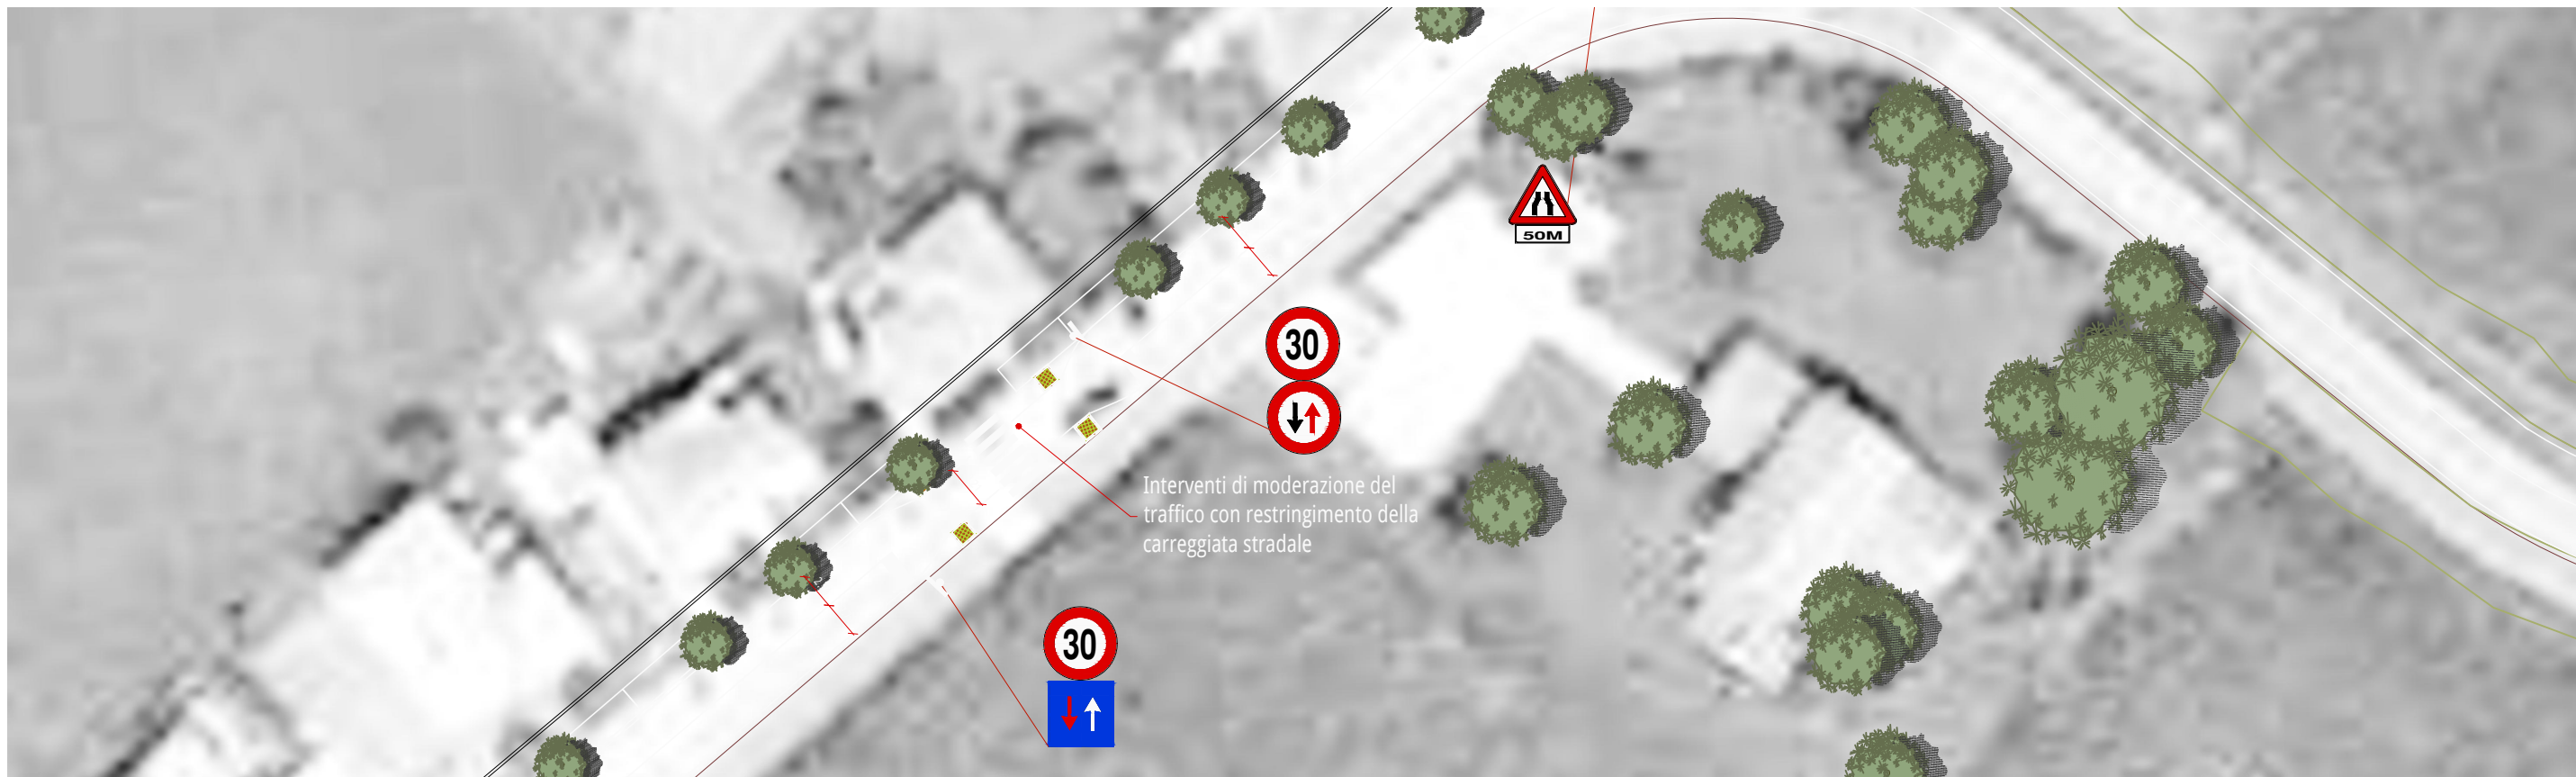 50M
30
Interventi di moderazione del
traffico con restringimento della
carreggiata stradale
30